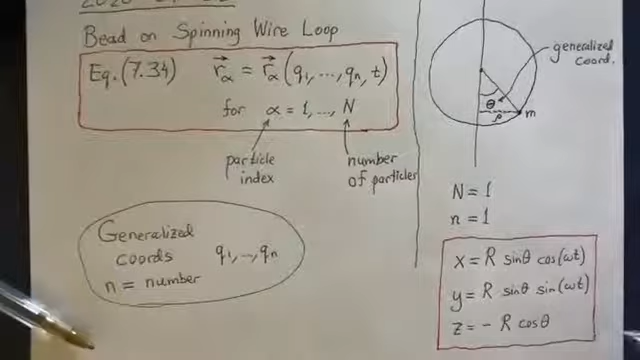 Bead on Spinning Wire Loop
Eq. (7.34) r⃗α = r⃗α (q1, ..., qn, t)
for α = 1, ..., N
particle index
number of particles
Generalized
coords q1, .., qn
n = number
generalized
coord.
θ
ρ
m
N = 1
n = 1
x = R sinθ cos(ωt)
y = R sinθ sin(ωt)
z = - R cosθ